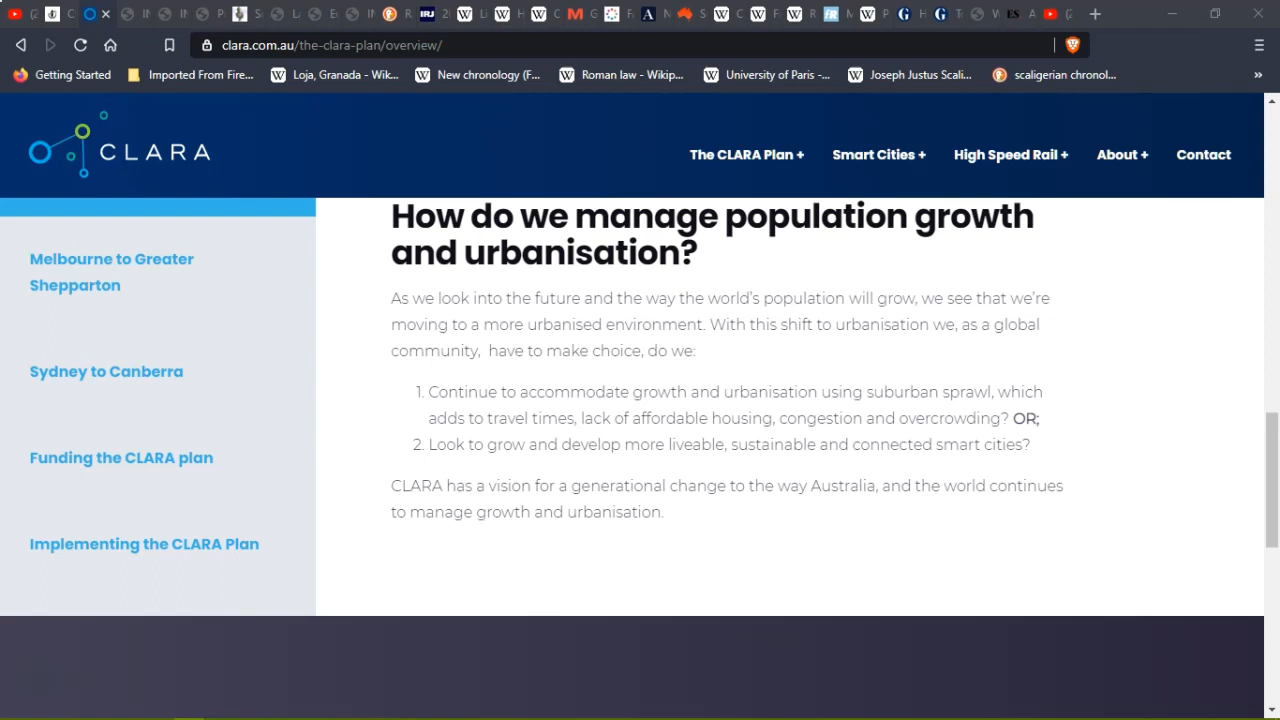 clara.com.au/the-clara-plan/overview/
Getting Started Imported From Fire... Loja, Granada - Wik... New chronology (F... Roman law - Wikip... University of Paris -... Joseph Justus Scali... scaligerian chronol... »
CLARA
The CLARA Plan + Smart Cities + High Speed Rail + About + Contact
Melbourne to Greater
Shepparton
Sydney to Canberra
Funding the CLARA plan
Implementing the CLARA Plan
How do we manage population growth
and urbanisation?
As we look into the future and the way the world’s population will grow, we see that we’re
moving to a more urbanised environment. With this shift to urbanisation we, as a global
community, have to make choice, do we:
1. Continue to accommodate growth and urbanisation using suburban sprawl, which
adds to travel times, lack of affordable housing, congestion and overcrowding? OR;
2. Look to grow and develop more liveable, sustainable and connected smart cities?
CLARA has a vision for a generational change to the way Australia, and the world continues
to manage growth and urbanisation.